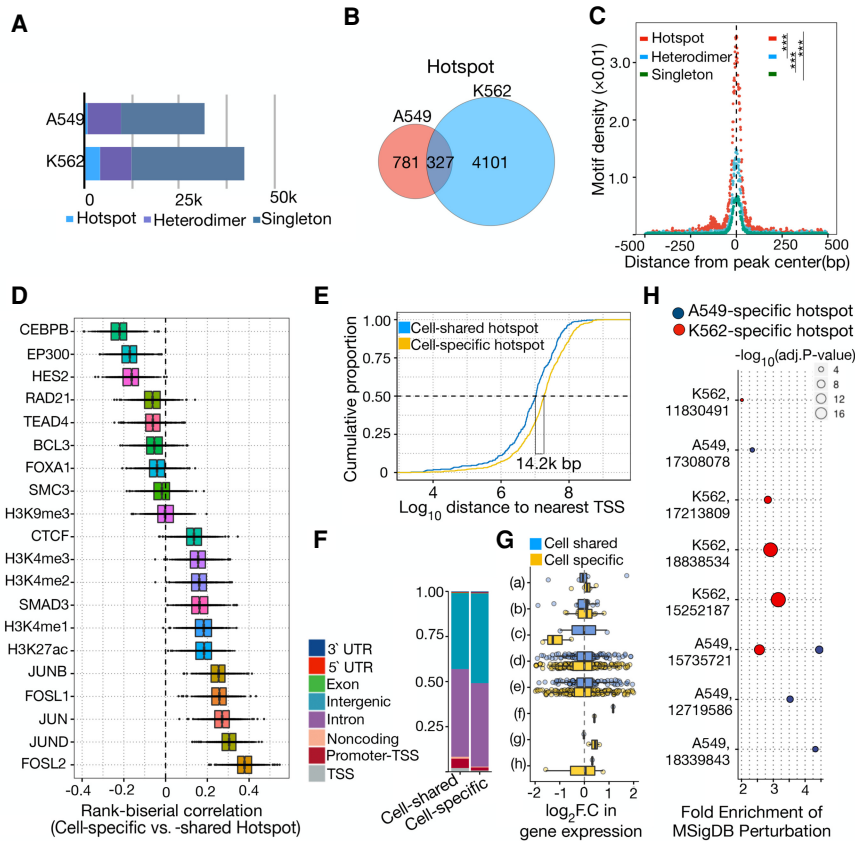 A
A549
K562
0
25k
50k
Hotspot
Heterodimer
Singleton
B
Hotspot
K562
A549
781
327
4101
C
Hotspot
Heterodimer
Singleton
***
***
***
3.0
2.0
1.0
Motif density (×0.01)
-500
-250
0
250
500
Distance from peak center(bp)
D
CEBPB
EP300
HES2
RAD21
TEAD4
BCL3
FOXA1
SMC3
H3K9me3
CTCF
H3K4me3
H3K4me2
SMAD3
H3K4me1
H3K27ac
JUNB
FOSL1
JUN
JUND
FOSL2
-0.4
-0.2
0
0.2
0.4
Rank-biserial correlation
(Cell-specific vs. -shared Hotspot)
E
Cell-shared hotspot
Cell-specific hotspot
1.00
0.75
0.50
0.25
0
Cumulative proportion
14.2k bp
4
6
8
Log10 distance to nearest TSS
F
1.00
0.75
0.50
0.25
3` UTR
5` UTR
Exon
Intergenic
Intron
Noncoding
Promoter-TSS
TSS
Cell-shared
Cell-specific
G
Cell shared
Cell specific
(a)
(b)
(c)
(d)
(e)
(f)
(g)
(h)
-2
-1
0
1
2
log2F.C in
gene expression
H
A549-specific hotspot
K562-specific hotspot
-log10(adj.P-value)
4
8
12
16
K562,
11830491
A549,
17308078
K562,
17213809
K562,
18838534
K562,
15252187
A549,
15735721
A549,
12719586
A549,
18339843
2
3
4
Fold Enrichment of
MSigDB Perturbation